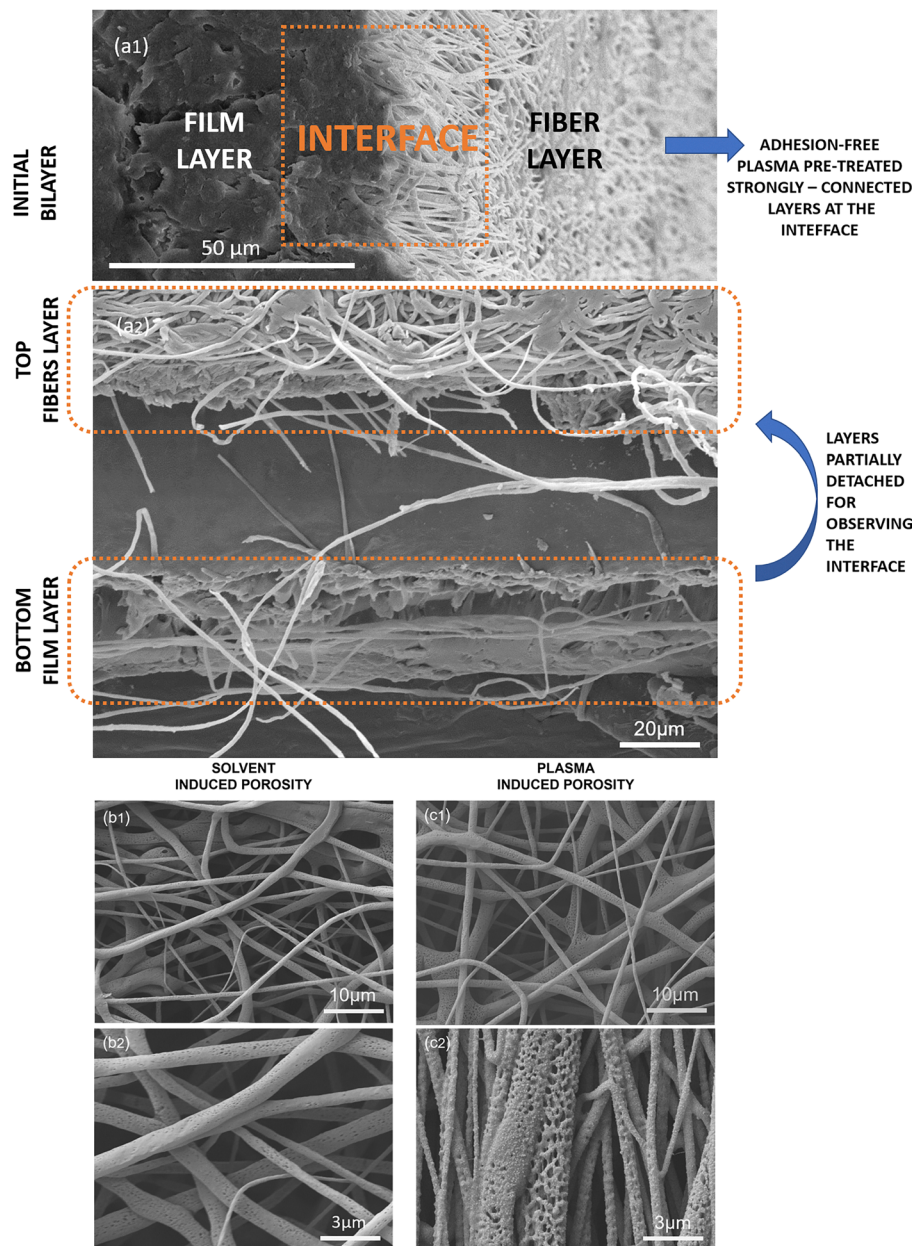 (a1)
FILM
LAYER
INTERFACE
FIBER
LAYER
50 µm
INITIAL
BILAYER
ADHESION-FREE
PLASMA PRE-TREATED
STRONGLY – CONNECTED
LAYERS AT THE
INTEFFACE
(a2)
TOP
FIBERS LAYER
BOTTOM
FILM LAYER
LAYERS
PARTIALLY
DETACHED
FOR
OBSERVING
THE
INTERFACE
20µm
SOLVENT
INDUCED POROSITY
PLASMA
INDUCED POROSITY
(b1)
10µm
(c1)
10µm
(b2)
3µm
(c2)
3µm